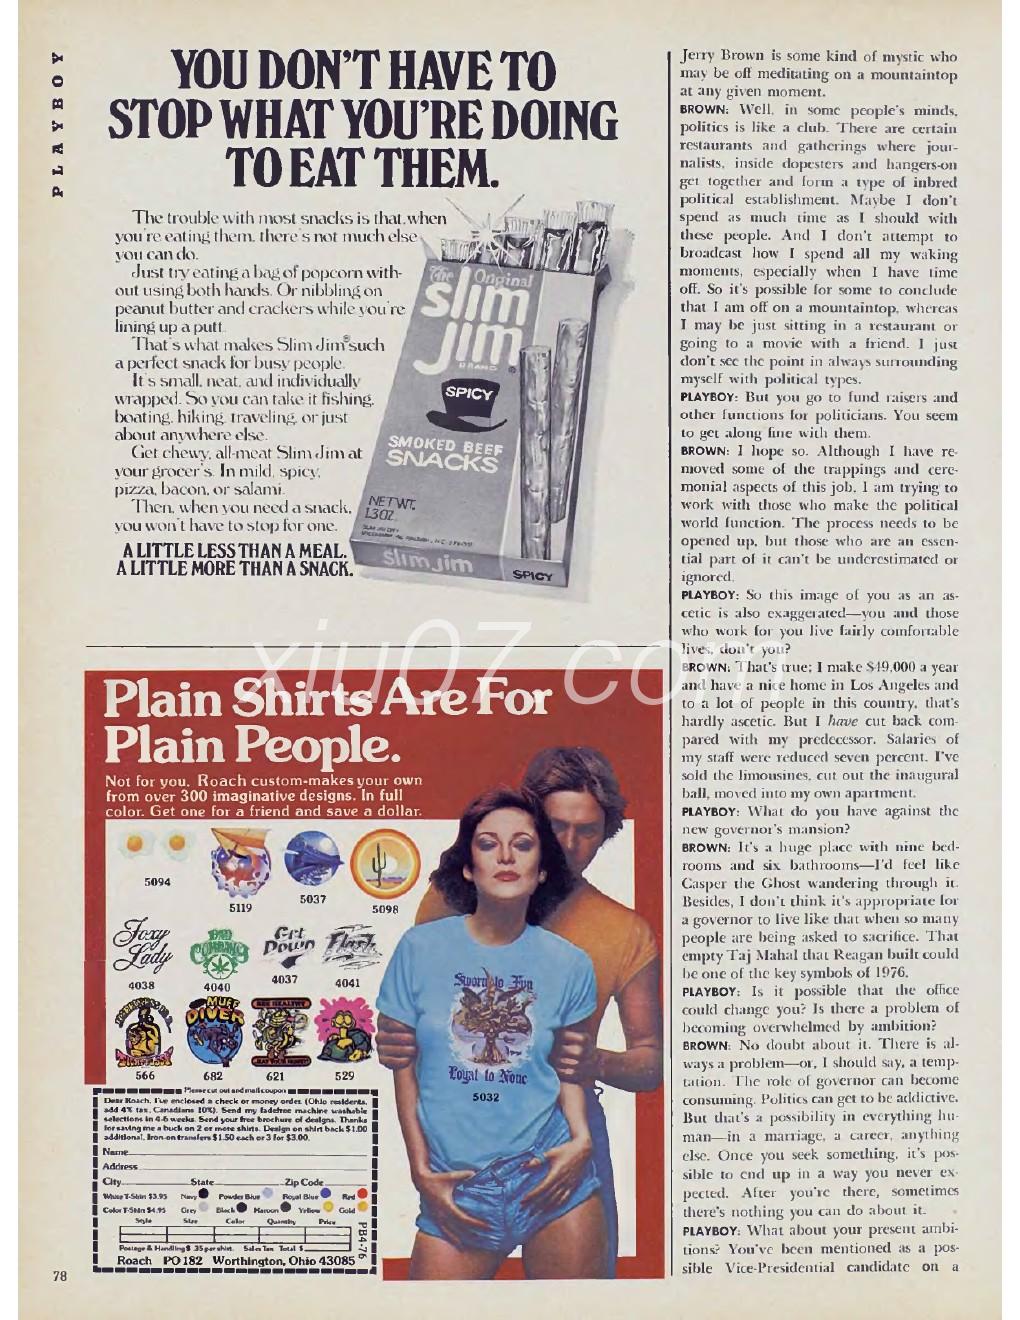 PLAYBOY
YOU DON'T HAVE TO
STOP WHAT YOU'RE DOING
TO EAT THEM.
The trouble with most snacks is that, when
you're eating them, there's not much else
you can do.
Just try eating a bag of popcorn with-
out using both hands. Or nibbling on
peanut butter and crackers while you're
lining up a putt.
That's what makes Slim Jim® such
a perfect snack for busy people.
It's small, neat, and individually
wrapped. So you can take it fishing,
boating, hiking, traveling, or just
about anywhere else.
Get chewy, all-meat Slim Jim at
your grocer's. In mild, spicy,
pizza, bacon, or salami.
Then, when you need a snack,
you won't have to stop for one.
A LITTLE LESS THAN A MEAL.
A LITTLE MORE THAN A SNACK.
The Original
slim
jim
BRAND ®
SPICY
SMOKED BEEF
SNACKS
NET WT.
1.3 OZ.
slim jim
SPICY
xiu07.com
Plain Shirts Are For
Plain People.
Not for you. Roach custom-makes your own
from over 300 imaginative designs. In full
color. Get one for a friend and save a dollar.
5094
5119
5037
5098
Foxy
Lady
4038
BAD
COMPANY
4040
Get
Down
4037
Flash
4041
566
MUFF
DIVER
682
BEE HEALTHY
EAT YOUR HONEY
621
529
Sworn to Fun
Loyal to None
5032
Please cut out and mail coupon
Dear Roach, I've enclosed a check or money order. (Ohio residents,
add 4% tax, Canadians 10%). Send my fadefree machine washable
selections in 4-6 weeks. Send your free brochure of designs. Thanks
for saving me a buck on 2 or more shirts. Design on shirt back $1.00
additional. Iron-on transfers $1.50 each or 3 for $3.00.
Name
Address
City State Zip Code
White T-Shirt $3.95 Navy Powder Blue Royal Blue Red
Color T-Shirt $4.95 Grey Black Maroon Yellow Gold
Style Size Color Quantity Price
Postage & Handling $ .35 per shirt. Sales Tax Total $
Roach PO 182 Worthington, Ohio 43085
PB4-76
78
Jerry Brown is some kind of mystic who
may be off meditating on a mountaintop
at any given moment.
BROWN: Well, in some people's minds,
politics is like a club. There are certain
restaurants and gatherings where jour-
nalists, inside dopesters and hangers-on
get together and form a type of inbred
political establishment. Maybe I don't
spend as much time as I should with
these people. And I don't attempt to
broadcast how I spend all my waking
moments, especially when I have time
off. So it's possible for some to conclude
that I am off on a mountaintop, whereas
I may be just sitting in a restaurant or
going to a movie with a friend. I just
don't see the point in always surrounding
myself with political types.
PLAYBOY: But you go to fund raisers and
other functions for politicians. You seem
to get along fine with them.
BROWN: I hope so. Although I have re-
moved some of the trappings and cere-
monial aspects of this job, I am trying to
work with those who make the political
world function. The process needs to be
opened up, but those who are an essen-
tial part of it can't be underestimated or
ignored.
PLAYBOY: So this image of you as an as-
cetic is also exaggerated—you and those
who work for you live fairly comfortable
lives, don't you?
BROWN: That's true; I make $49,000 a year
and have a nice home in Los Angeles and
to a lot of people in this country, that's
hardly ascetic. But I have cut back com-
pared with my predecessor. Salaries of
my staff were reduced seven percent. I've
sold the limousines, cut out the inaugural
ball, moved into my own apartment.
PLAYBOY: What do you have against the
new governor's mansion?
BROWN: It's a huge place with nine bed-
rooms and six bathrooms—I'd feel like
Casper the Ghost wandering through it.
Besides, I don't think it's appropriate for
a governor to live like that when so many
people are being asked to sacrifice. That
empty Taj Mahal that Reagan built could
be one of the key symbols of 1976.
PLAYBOY: Is it possible that the office
could change you? Is there a problem of
becoming overwhelmed by ambition?
BROWN: No doubt about it. There is al-
ways a problem—or, I should say, a temp-
tation. The role of governor can become
consuming. Politics can get to be addictive.
But that's a possibility in everything hu-
man—in a marriage, a career, anything
else. Once you seek something, it's pos-
sible to end up in a way you never ex-
pected. After you're there, sometimes
there's nothing you can do about it.
PLAYBOY: What about your present ambi-
tions? You've been mentioned as a pos-
sible Vice-Presidential candidate on a